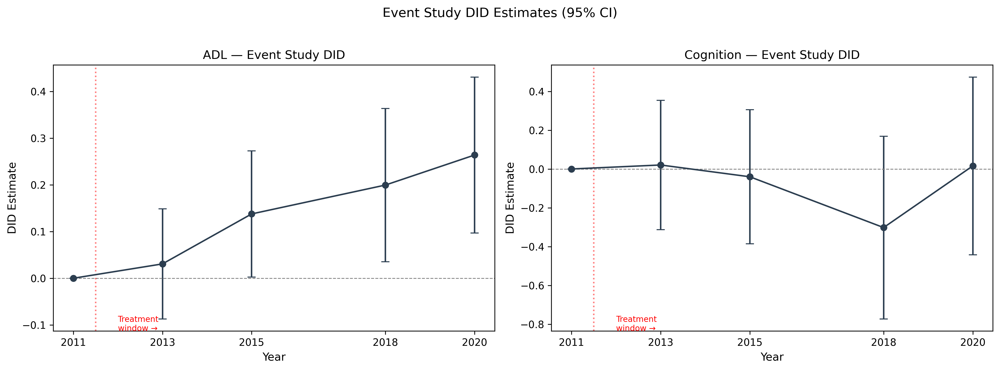 Event Study DID Estimates (95% CI)
ADL — Event Study DID
DID Estimate
0.4
0.3
0.2
0.1
0.0
−0.1
Treatment
window →
2011 2013 2015 2018 2020
Year
Cognition — Event Study DID
DID Estimate
0.4
0.2
0.0
−0.2
−0.4
−0.6
−0.8
Treatment
window →
2011 2013 2015 2018 2020
Year